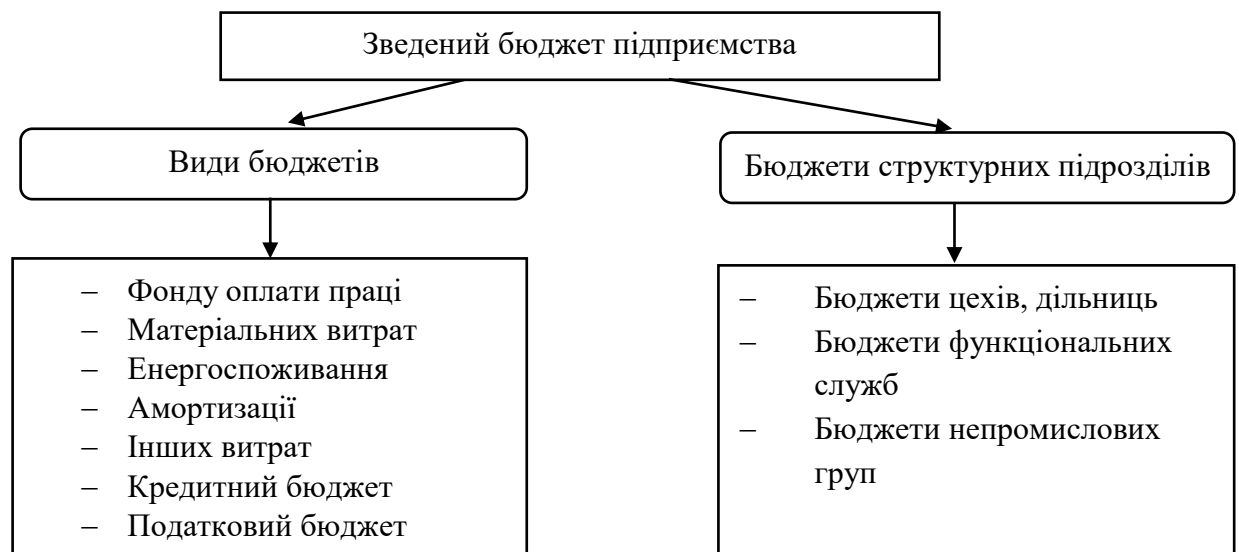 Зведений бюджет підприємства
Види бюджетів
Бюджети структурних підрозділів
– Фонду оплати праці
– Матеріальних витрат
– Енергоспоживання
– Амортизації
– Інших витрат
– Кредитний бюджет
– Податковий бюджет
– Бюджети цехів, дільниць
– Бюджети функціональних
служб
– Бюджети непромислових
груп